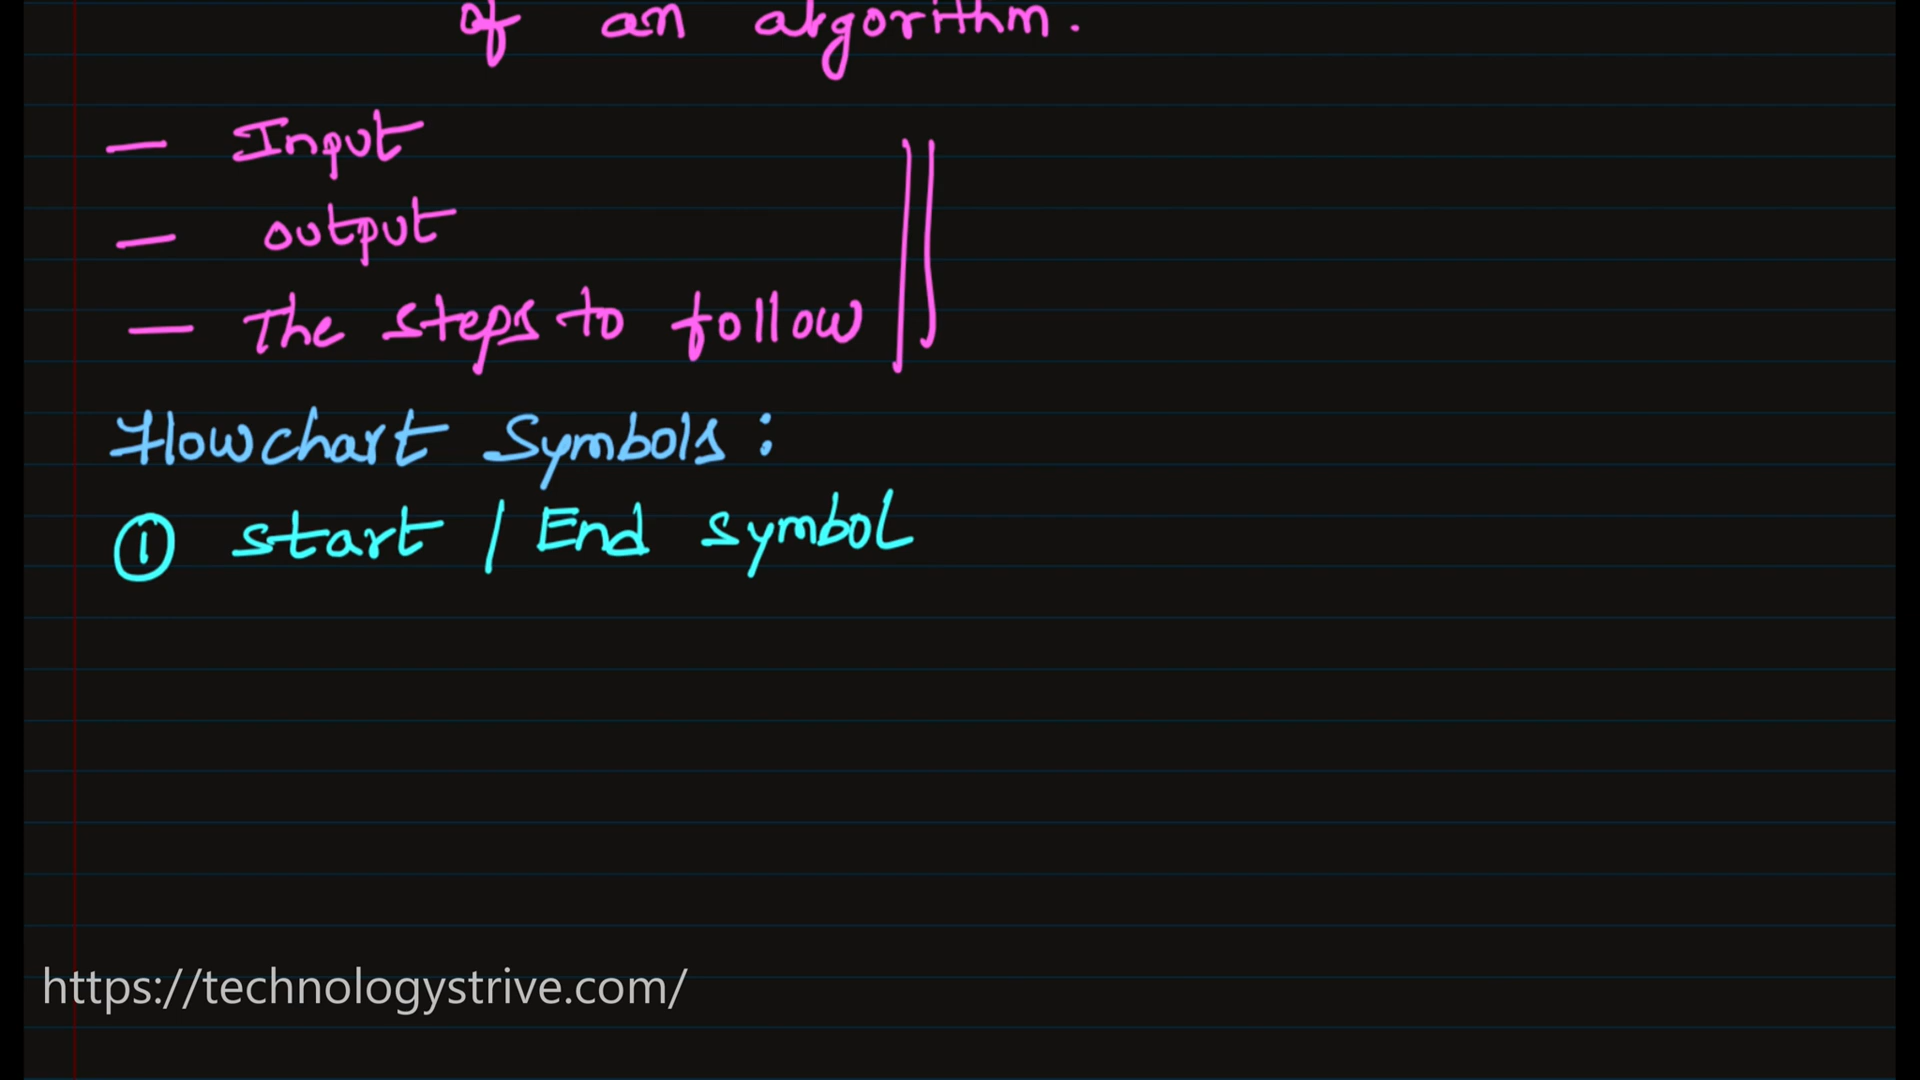 of an algorithm.
— Input
— output
— The steps to follow
Flowchart Symbols:
① start / End symbol
https://technologystrive.com/